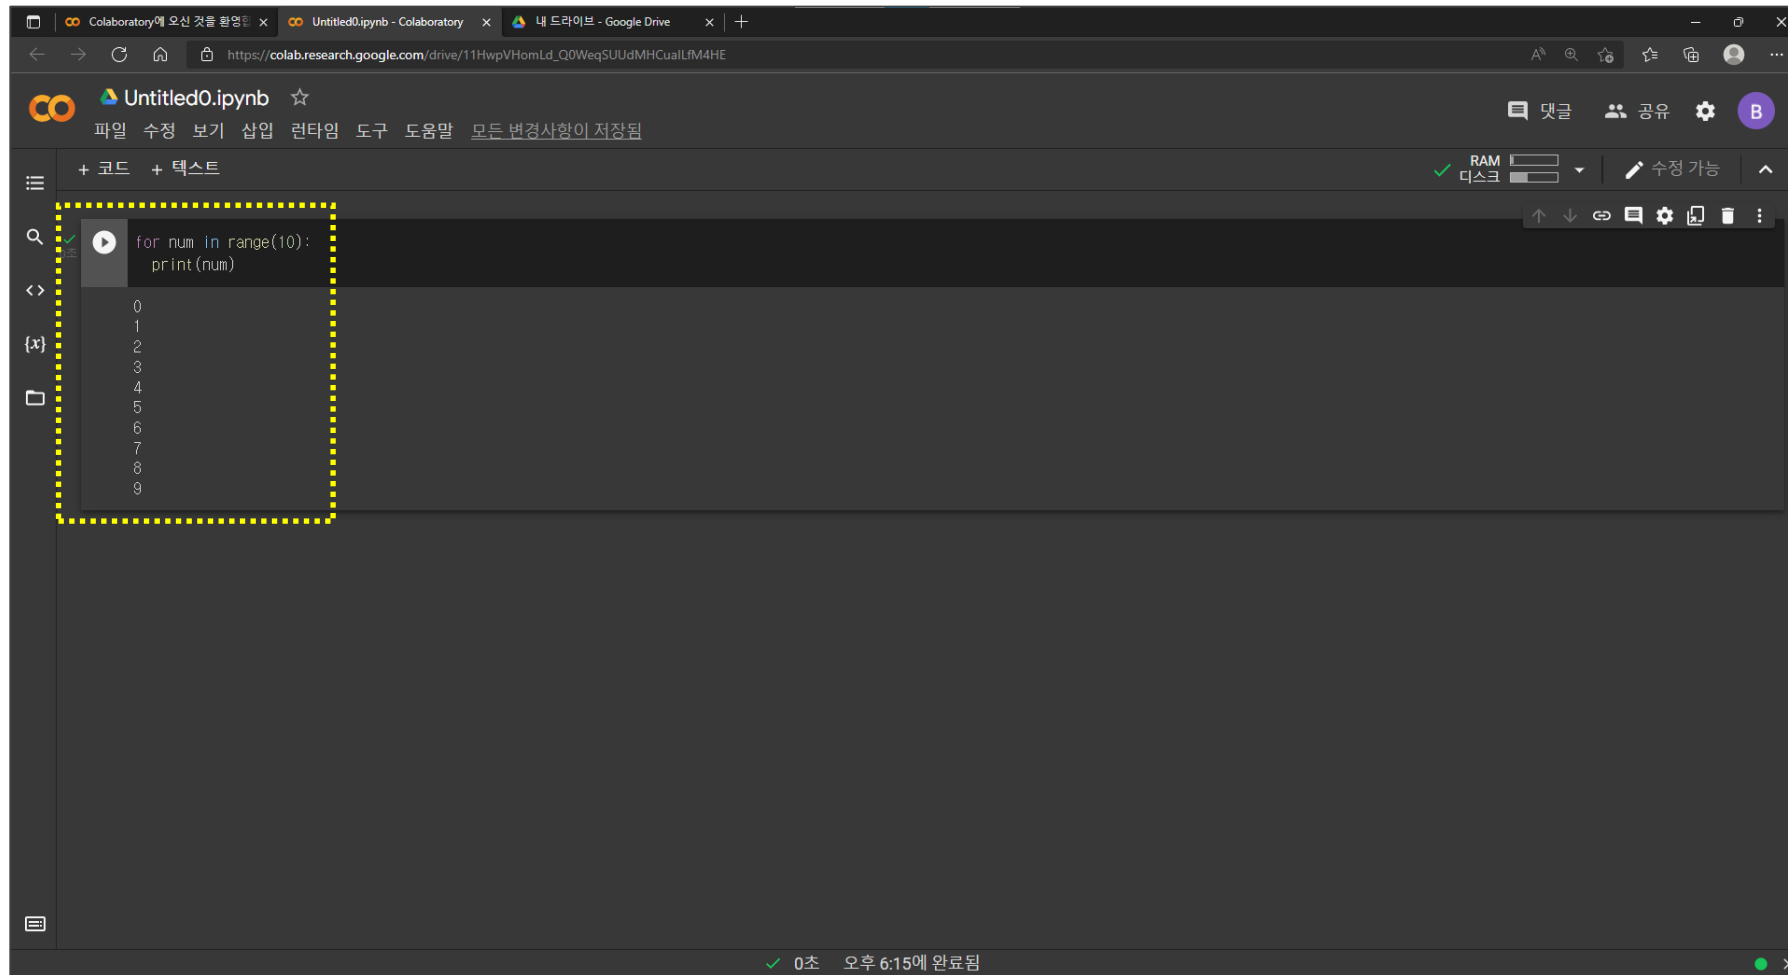 Colaboratory에 오신 것을 환영합
Untitled0.ipynb - Colaboratory
내 드라이브 - Google Drive
https://colab.research.google.com/drive/11HwpVHomLd_Q0WeqSUUdMHCuaILfM4HE
Untitled0.ipynb
댓글
공유
B
파일 수정 보기 삽입 런타임 도구 도움말 모든 변경사항이 저장됨
+ 코드 + 텍스트
RAM
디스크
수정 가능
for num in range(10):
0초
print(num)
{x}
0
1
2
3
4
5
6
7
8
9
0초 오후 6:15에 완료됨